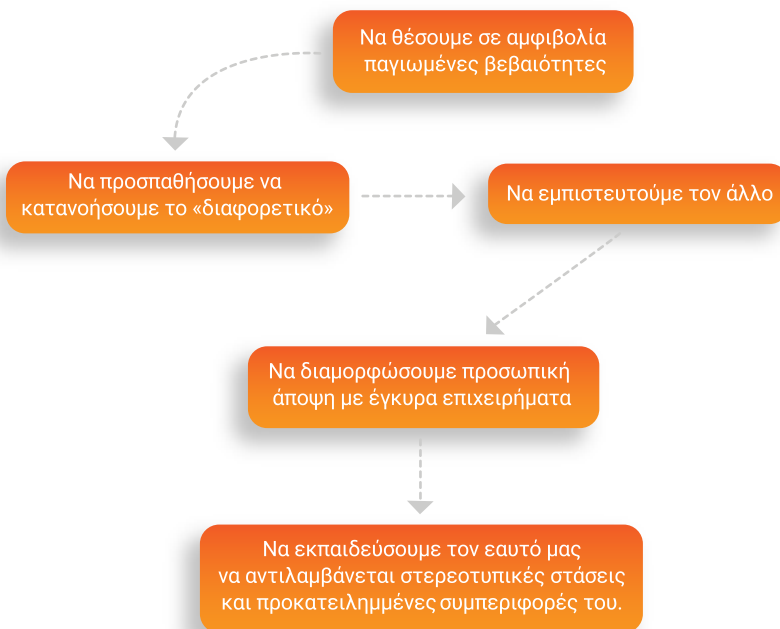 Να θέσουμε σε αμφιβολία
παγιωμένες βεβαιότητες
Να προσπαθήσουμε να
κατανοήσουμε το «διαφορετικό»
Να εμπιστευτούμε τον άλλο
Να διαμορφώσουμε προσωπική
άποψη με έγκυρα επιχειρήματα
Να εκπαιδεύσουμε τον εαυτό μας
να αντιλαμβάνεται στερεοτυπικές στάσεις
και προκατειλημμένες συμπεριφορές του.